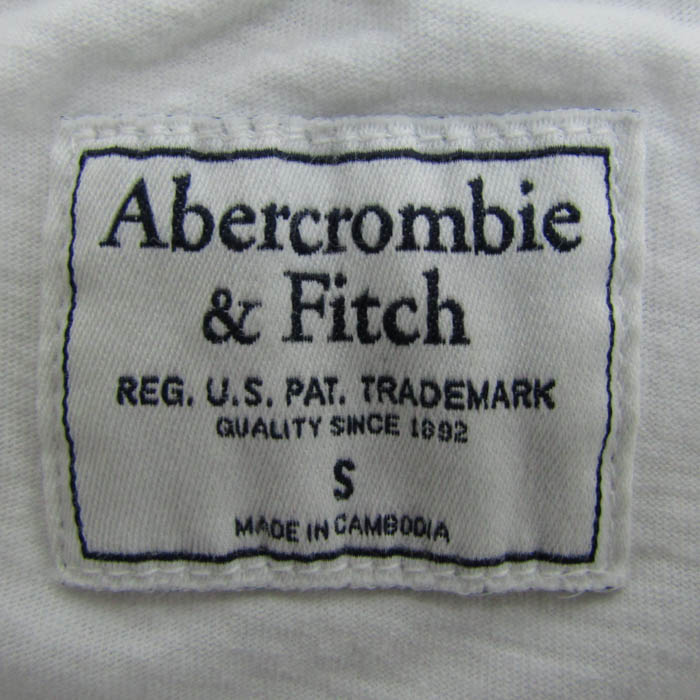 Abercrombie
& Fitch
REG. U.S. PAT. TRADEMARK
QUALITY SINCE 1892
S
MADE IN CAMBODIA